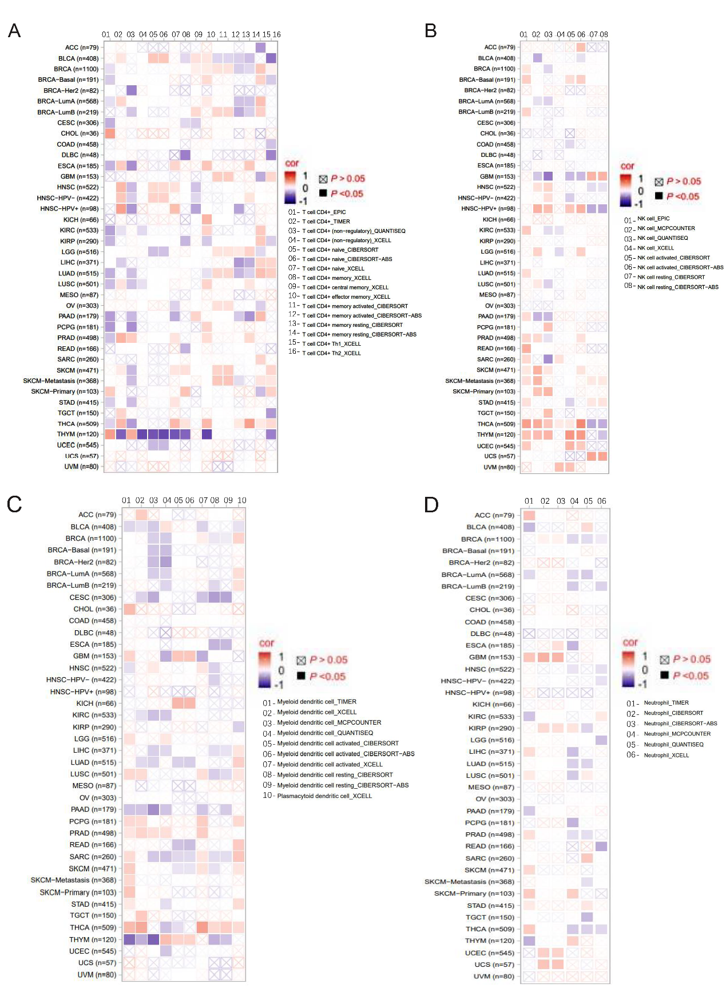 A
01 02 03 04 05 06 07 08 09 10 11 12 13 14 15 16
ACC (n=79)
BLCA (n=408)
BRCA (n=1100)
BRCA−Basal (n=191)
BRCA−Her2 (n=82)
BRCA−LumA (n=568)
BRCA−LumB (n=219)
CESC (n=306)
CHOL (n=36)
COAD (n=458)
DLBC (n=48)
ESCA (n=185)
GBM (n=153)
HNSC (n=522)
HNSC−HPV− (n=422)
HNSC−HPV+ (n=98)
KICH (n=66)
KIRC (n=533)
KIRP (n=290)
LGG (n=516)
LIHC (n=371)
LUAD (n=515)
LUSC (n=501)
MESO (n=87)
OV (n=303)
PAAD (n=179)
PCPG (n=181)
PRAD (n=498)
READ (n=166)
SARC (n=260)
SKCM (n=471)
SKCM−Metastasis (n=368)
SKCM−Primary (n=103)
STAD (n=415)
TGCT (n=150)
THCA (n=509)
THYM (n=120)
UCEC (n=545)
UCS (n=57)
UVM (n=80)
cor
1
0
-1
P > 0.05
P <0.05
01- T cell CD4+_EPIC
02- T cell CD4+_TIMER
03- T cell CD4+ (non−regulatory)_QUANTISEQ
04- T cell CD4+ (non−regulatory)_XCELL
05- T cell CD4+ naive_CIBERSORT
06- T cell CD4+ naive_CIBERSORT−ABS
07- T cell CD4+ naive_XCELL
08- T cell CD4+ memory_XCELL
09- T cell CD4+ central memory_XCELL
10- T cell CD4+ effector memory_XCELL
11- T cell CD4+ memory activated_CIBERSORT
12- T cell CD4+ memory activated_CIBERSORT−ABS
13- T cell CD4+ memory resting_CIBERSORT
14- T cell CD4+ memory resting_CIBERSORT−ABS
15- T cell CD4+ Th1_XCELL
16- T cell CD4+ Th2_XCELL
B
01 02 03 04 05 06 07 08
ACC (n=79)
BLCA (n=408)
BRCA (n=1100)
BRCA−Basal (n=191)
BRCA−Her2 (n=82)
BRCA−LumA (n=568)
BRCA−LumB (n=219)
CESC (n=306)
CHOL (n=36)
COAD (n=458)
DLBC (n=48)
ESCA (n=185)
GBM (n=153)
HNSC (n=522)
HNSC−HPV− (n=422)
HNSC−HPV+ (n=98)
KICH (n=66)
KIRC (n=533)
KIRP (n=290)
LGG (n=516)
LIHC (n=371)
LUAD (n=515)
LUSC (n=501)
MESO (n=87)
OV (n=303)
PAAD (n=179)
PCPG (n=181)
PRAD (n=498)
READ (n=166)
SARC (n=260)
SKCM (n=471)
SKCM−Metastasis (n=368)
SKCM−Primary (n=103)
STAD (n=415)
TGCT (n=150)
THCA (n=509)
THYM (n=120)
UCEC (n=545)
UCS (n=57)
UVM (n=80)
cor
1
0
-1
P > 0.05
P <0.05
01- NK cell_EPIC
02- NK cell_MCPCOUNTER
03- NK cell_QUANTISEQ
04- NK cell_XCELL
05- NK cell activated_CIBERSORT
06- NK cell activated_CIBERSORT−ABS
07- NK cell resting_CIBERSORT
08- NK cell resting_CIBERSORT−ABS
C
01 02 03 04 05 06 07 08 09 10
ACC (n=79)
BLCA (n=408)
BRCA (n=1100)
BRCA−Basal (n=191)
BRCA−Her2 (n=82)
BRCA−LumA (n=568)
BRCA−LumB (n=219)
CESC (n=306)
CHOL (n=36)
COAD (n=458)
DLBC (n=48)
ESCA (n=185)
GBM (n=153)
HNSC (n=522)
HNSC−HPV− (n=422)
HNSC−HPV+ (n=98)
KICH (n=66)
KIRC (n=533)
KIRP (n=290)
LGG (n=516)
LIHC (n=371)
LUAD (n=515)
LUSC (n=501)
MESO (n=87)
OV (n=303)
PAAD (n=179)
PCPG (n=181)
PRAD (n=498)
READ (n=166)
SARC (n=260)
SKCM (n=471)
SKCM−Metastasis (n=368)
SKCM−Primary (n=103)
STAD (n=415)
TGCT (n=150)
THCA (n=509)
THYM (n=120)
UCEC (n=545)
UCS (n=57)
UVM (n=80)
cor
1
0
-1
P > 0.05
P <0.05
01- Myeloid dendritic cell_TIMER
02- Myeloid dendritic cell_XCELL
03- Myeloid dendritic cell_MCPCOUNTER
04- Myeloid dendritic cell_QUANTISEQ
05- Myeloid dendritic cell activated_CIBERSORT
06- Myeloid dendritic cell activated_CIBERSORT−ABS
07- Myeloid dendritic cell activated_XCELL
08- Myeloid dendritic cell resting_CIBERSORT
09- Myeloid dendritic cell resting_CIBERSORT−ABS
10- Plasmacytoid dendritic cell_XCELL
D
01 02 03 04 05 06
ACC (n=79)
BLCA (n=408)
BRCA (n=1100)
BRCA−Basal (n=191)
BRCA−Her2 (n=82)
BRCA−LumA (n=568)
BRCA−LumB (n=219)
CESC (n=306)
CHOL (n=36)
COAD (n=458)
DLBC (n=48)
ESCA (n=185)
GBM (n=153)
HNSC (n=522)
HNSC−HPV− (n=422)
HNSC−HPV+ (n=98)
KICH (n=66)
KIRC (n=533)
KIRP (n=290)
LGG (n=516)
LIHC (n=371)
LUAD (n=515)
LUSC (n=501)
MESO (n=87)
OV (n=303)
PAAD (n=179)
PCPG (n=181)
PRAD (n=498)
READ (n=166)
SARC (n=260)
SKCM (n=471)
SKCM−Metastasis (n=368)
SKCM−Primary (n=103)
STAD (n=415)
TGCT (n=150)
THCA (n=509)
THYM (n=120)
UCEC (n=545)
UCS (n=57)
UVM (n=80)
cor
1
0
-1
P > 0.05
P <0.05
01- Neutrophil_TIMER
02- Neutrophil_CIBERSORT
03- Neutrophil_CIBERSORT−ABS
04- Neutrophil_MCPCOUNTER
05- Neutrophil_QUANTISEQ
06- Neutrophil_XCELL